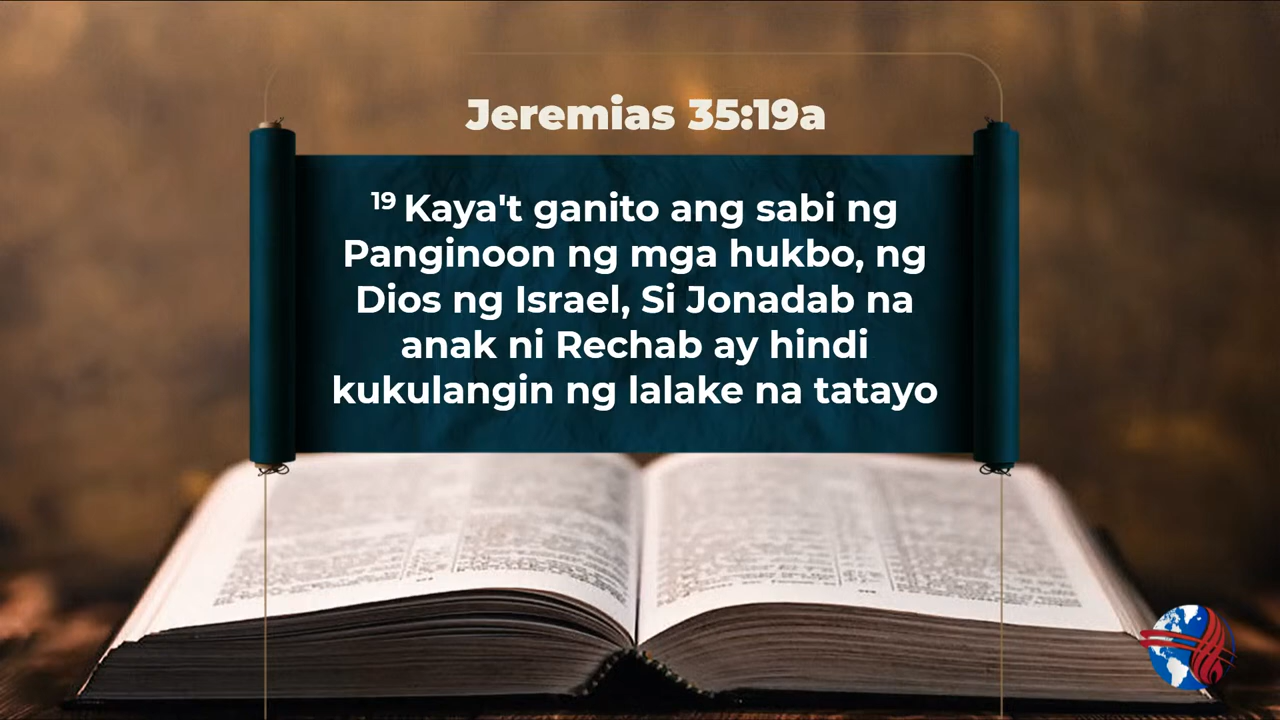 Jeremias 35:19a
19 Kaya't ganito ang sabi ng
Panginoon ng mga hukbo, ng
Dios ng Israel, Si Jonadab na
anak ni Rechab ay hindi
kukulangin ng lalake na tatayo